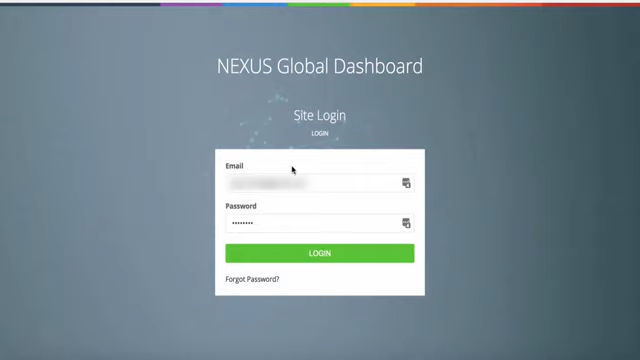 NEXUS Global Dashboard
Site Login
LOGIN
Email
Password
••••••••
LOGIN
Forgot Password?